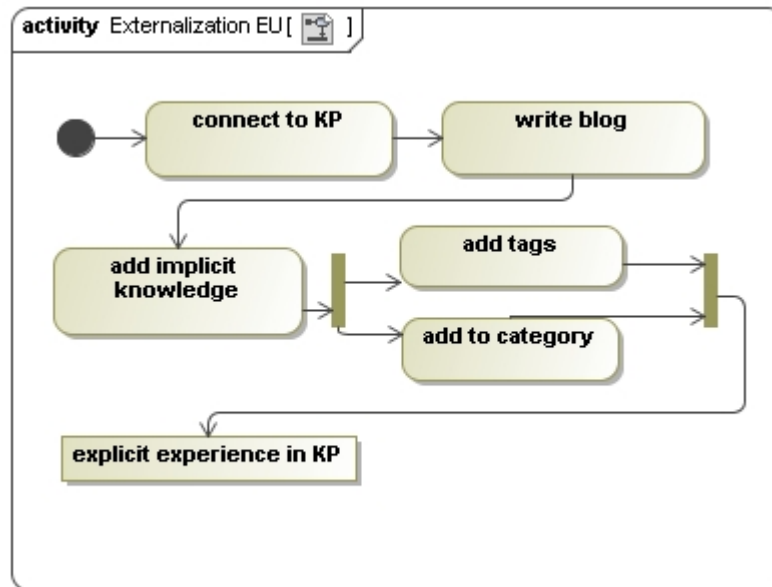 activity Externalization EU[ ]
connect to KP
write blog
add implicit
knowledge
add tags
add to category
explicit experience in KP